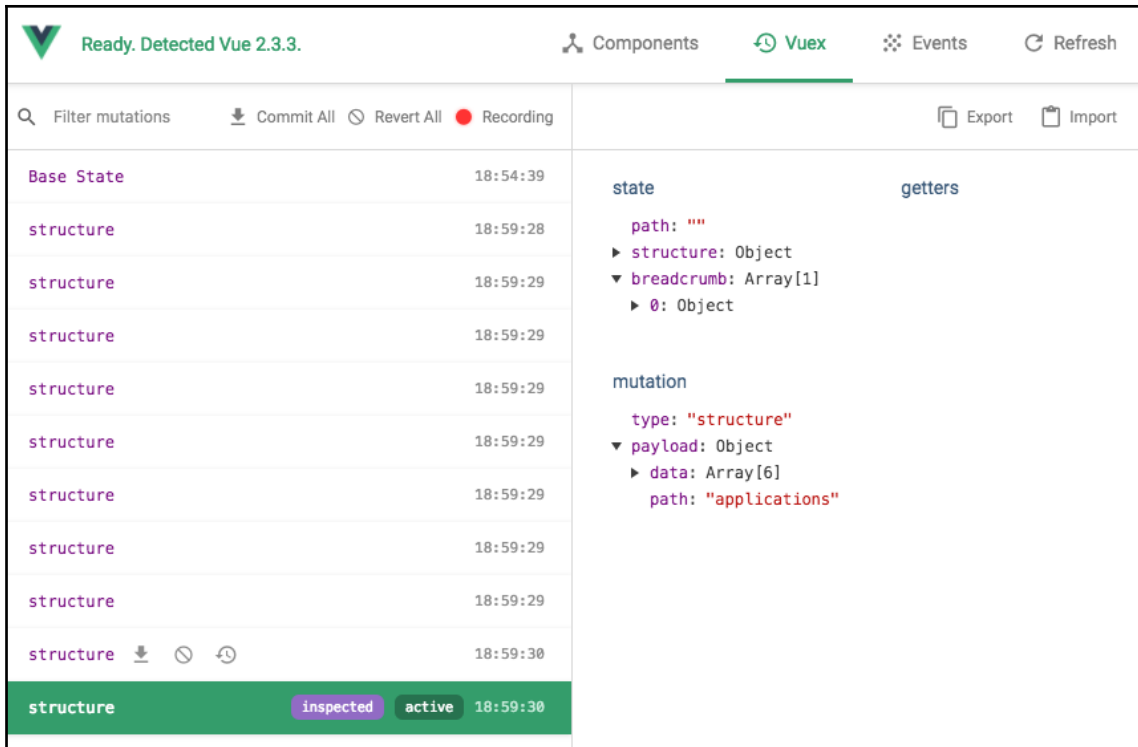 Ready. Detected Vue 2.3.3.
Components
Vuex
Events
Refresh
Filter mutations
Commit All
Revert All
Recording
Export
Import
Base State 18:54:39
structure 18:59:28
structure 18:59:29
structure 18:59:29
structure 18:59:29
structure 18:59:29
structure 18:59:29
structure 18:59:29
structure 18:59:29
structure 18:59:30
structure inspected active 18:59:30
state
path: ""
structure: Object
breadcrumb: Array[1]
0: Object
getters
mutation
type: "structure"
payload: Object
data: Array[6]
path: "applications"